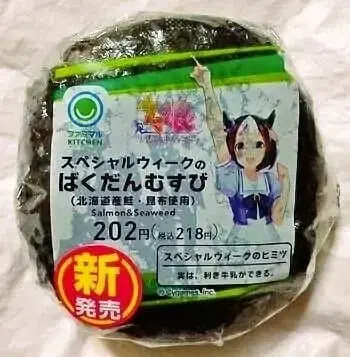 ファミマル
KITCHEN
スペシャルウィークの
ばくだんむすび
(北海道産鮭・昆布使用)
Salmon&Seaweed
202円(税込218円)
スペシャルウィークのヒミツ
実は、利き牛乳ができる。
新
発売
© Cygames, Inc.